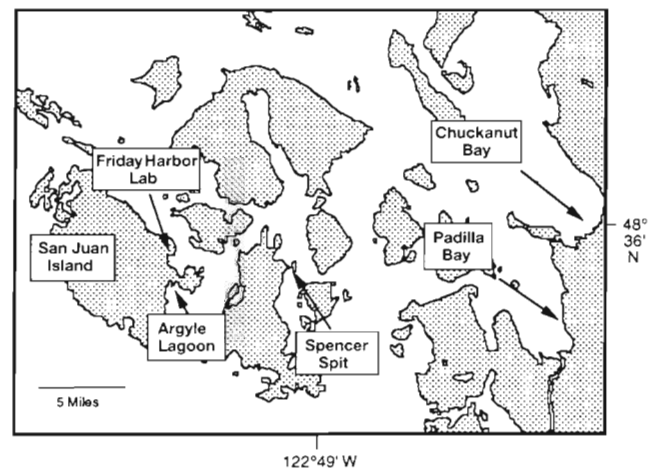 Chuckanut
Bay
Friday Harbor
Lab
48°
36'
N
San Juan
Island
Padilla
Bay
Argyle
Lagoon
Spencer
Spit
5 Miles
122°49' W